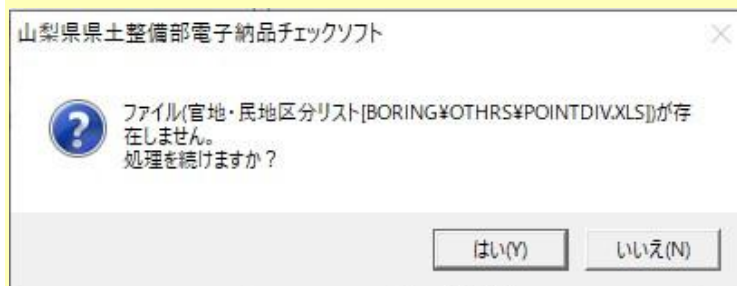 山梨県県土整備部電子納品チェックソフト
ファイル(官地・民地区分リスト[BORING¥OTHRS¥POINTDIV.XLS])が存
在しません。
処理を続けますか？
はい(Y) いいえ(N)